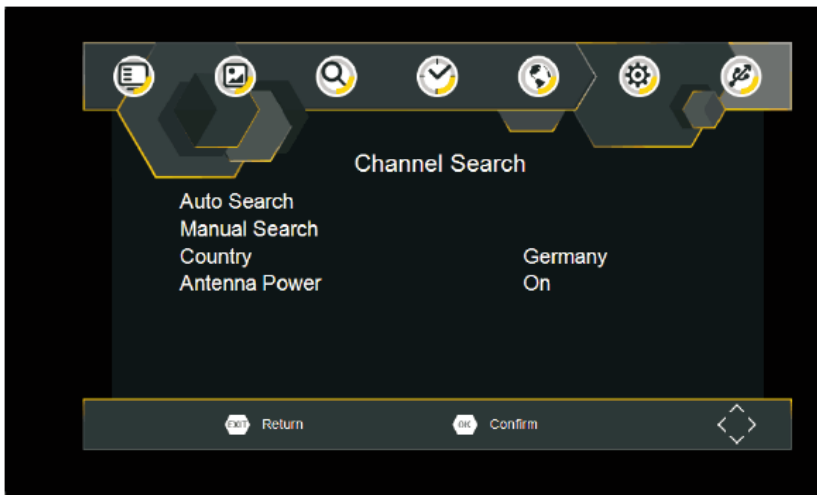 Channel Search
Auto Search
Manual Search
Country Germany
Antenna Power On
EXIT Return OK Confirm